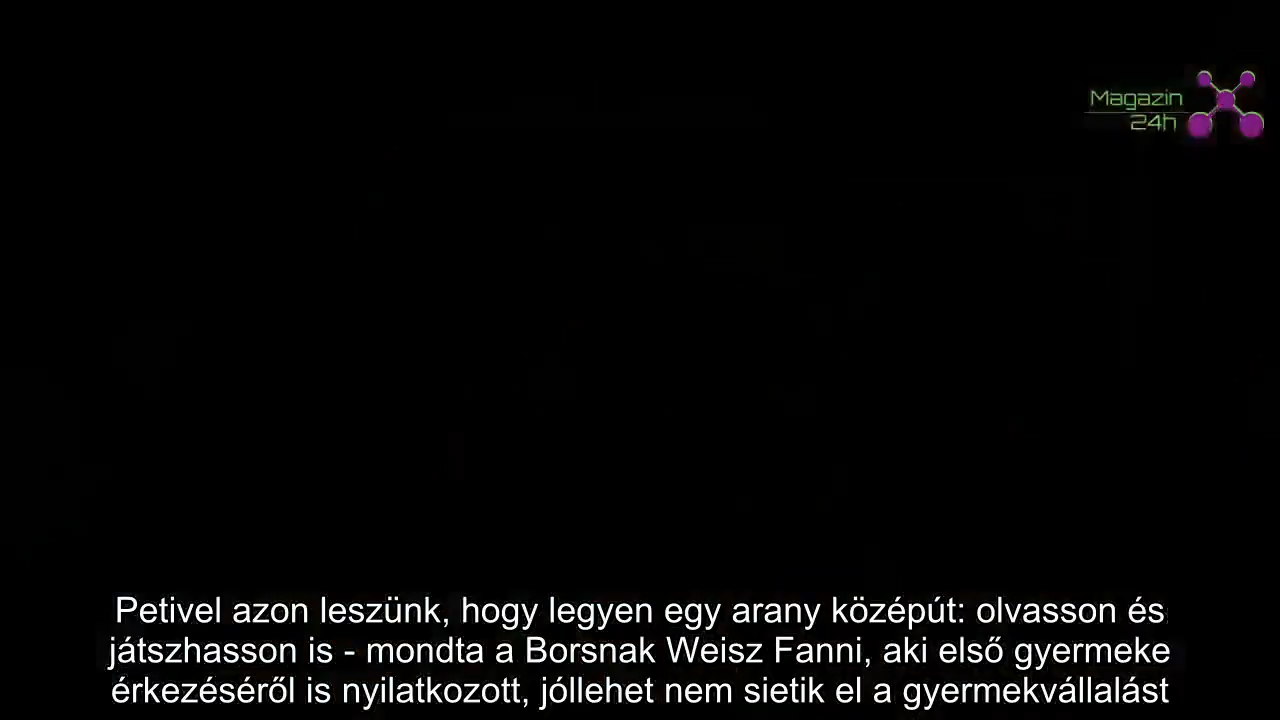 Magazin
24h
Petivel azon leszünk, hogy legyen egy arany középút: olvasson és
játszhasson is - mondta a Borsnak Weisz Fanni, aki első gyermeke
érkezéséről is nyilatkozott, jóllehet nem sietik el a gyermekvállalást